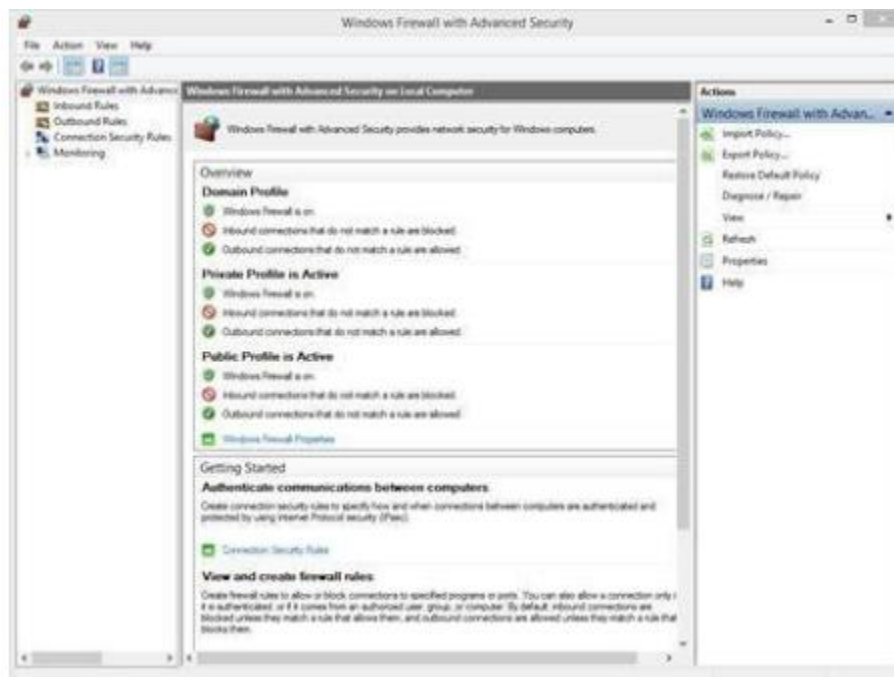 Windows Firewall with Advanced Security
File Action View Help
Windows Firewall with Advance
Inbound Rules
Outbound Rules
Connection Security Rules
Monitoring
Windows Firewall with Advanced Security on Local Computer
Windows Firewall with Advanced Security provides network security for Windows computers.
Overview
Domain Profile
Windows Firewall is on.
Inbound connections that do not match a rule are blocked.
Outbound connections that do not match a rule are allowed.
Private Profile is Active
Windows Firewall is on.
Inbound connections that do not match a rule are blocked.
Outbound connections that do not match a rule are allowed.
Public Profile is Active
Windows Firewall is on.
Inbound connections that do not match a rule are blocked.
Outbound connections that do not match a rule are allowed.
Windows Firewall Properties
Getting Started
Authenticate communications between computers
Create connection security rules to specify how and when connections between computers are authenticated and
protected by using Internet Protocol security (IPsec).
Connection Security Rules
View and create firewall rules
Create firewall rules to allow or block connections to specified programs or ports. You can also allow a connection only i
it is authenticated, or if it comes from an authorized user, group, or computer. By default, inbound connections are
blocked unless they match a rule that allows them, and outbound connections are allowed unless they match a rule that
blocks them.
Actions
Windows Firewall with Advan...
Import Policy...
Export Policy...
Restore Default Policy
Diagnose / Repair
View
Refresh
Properties
Help